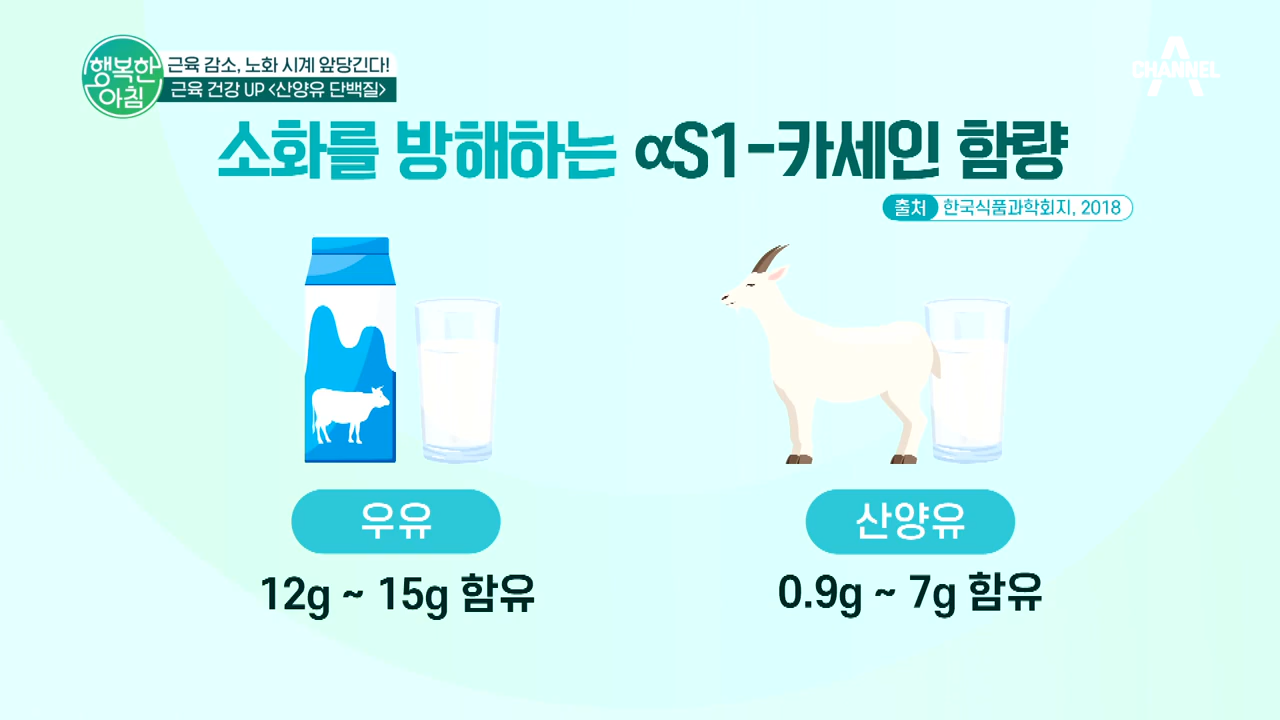 행복한
아침
근육 감소, 노화 시계 앞당긴다!
근육 건강 UP <산양유 단백질>
CHANNEL A
소화를 방해하는 αS1-카세인 함량
출처 한국식품과학회지, 2018
우유
12g ~ 15g 함유
산양유
0.9g ~ 7g 함유